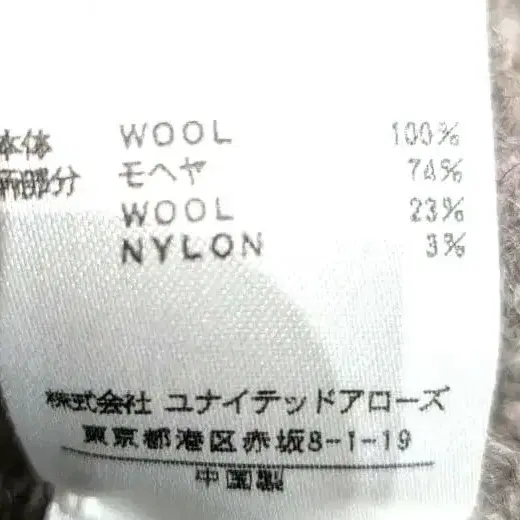 本体 WOOL 100%
柄部分 モヘヤ 74%
WOOL 23%
NYLON 3%
株式会社 ユナイテッドアローズ
東京都港区赤坂8-1-19
中国製